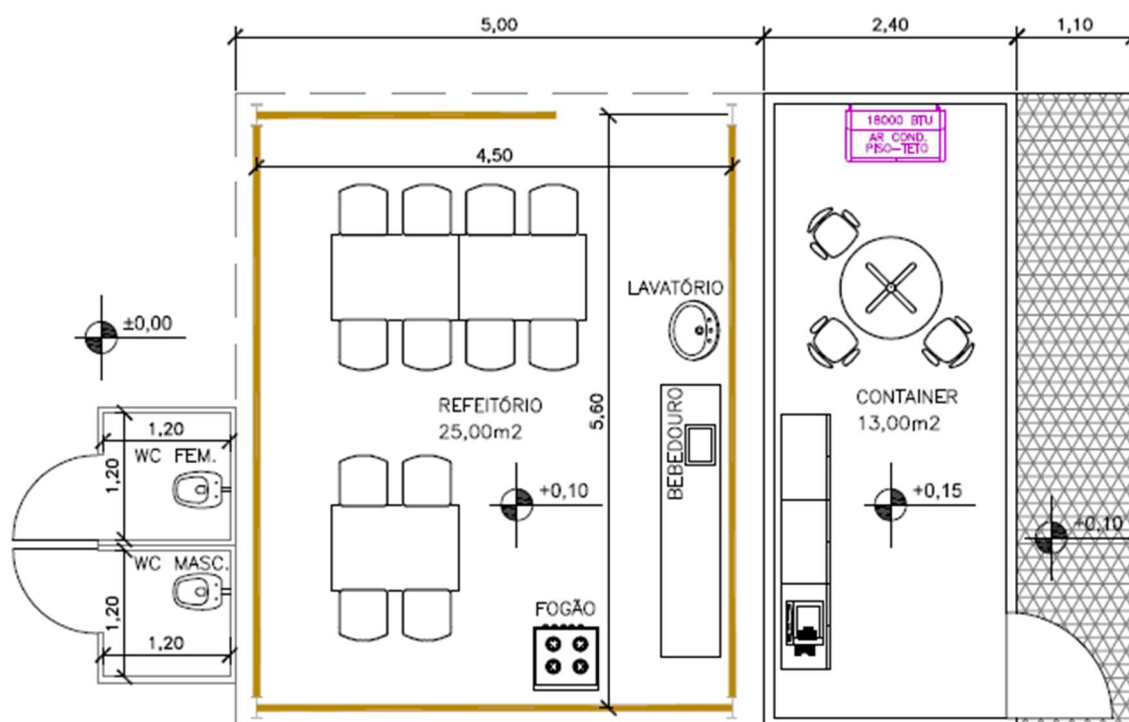 5,00
2,40
1,10
18000 BTU
AR COND.
PISO-TETO
4,50
LAVATÓRIO
±0,00
REFEITÓRIO
25,00m2
5,60
CONTAINER
13,00m2
1,20
WC FEM.
1,20
BEBEDOURO
+0,10
+0,15
+0,10
WC MASC.
1,20
1,20
FOGÃO